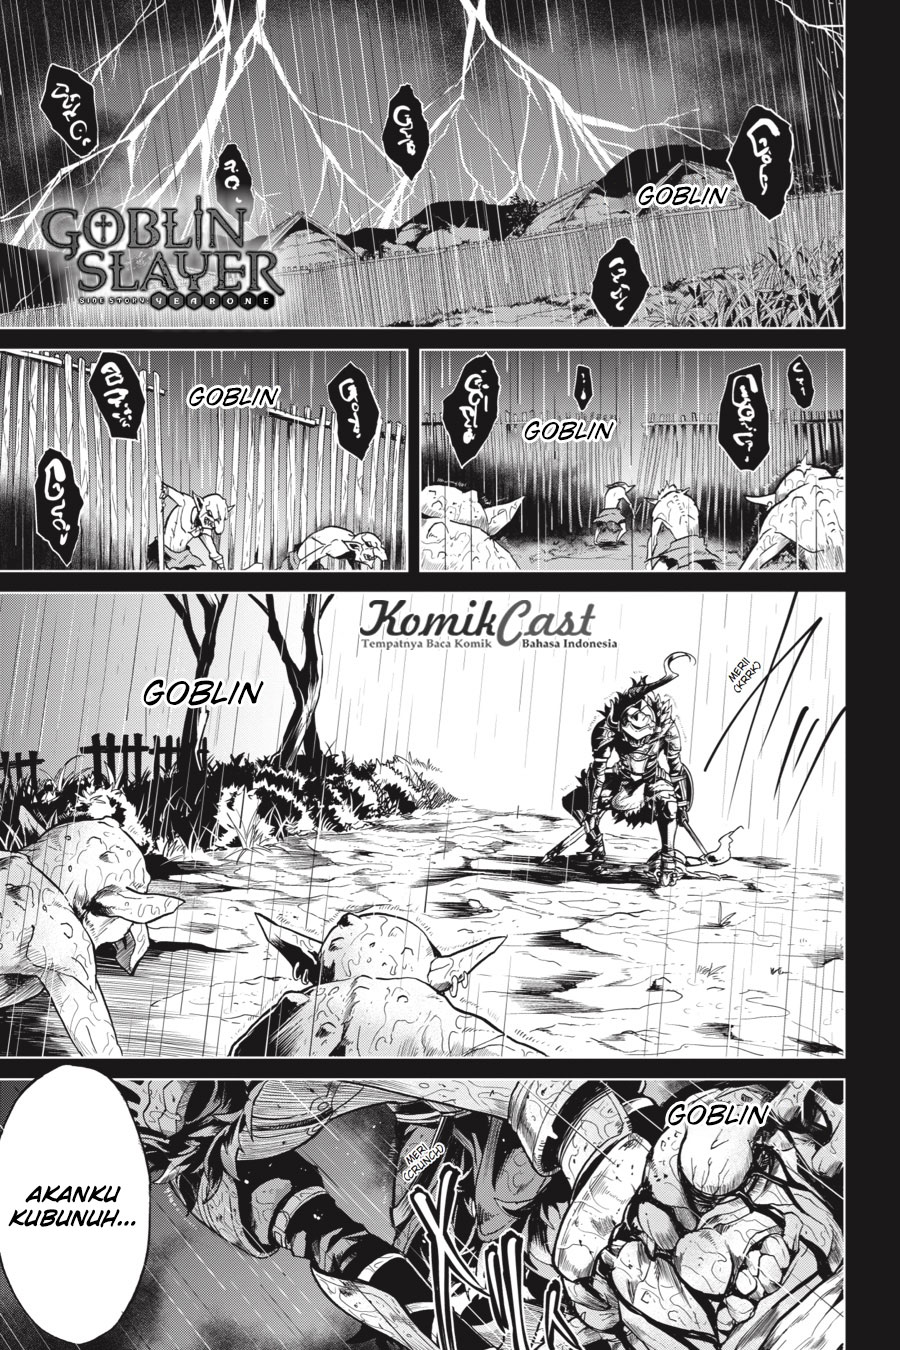 GOBLIN
GOBLIN
SLAYER
SIDE STORY: YEAR ONE
GOBLIN
GOBLIN
KomikCast
Tempatnya Baca Komik Bahasa Indonesia
MERII
(KRRK)
GOBLIN
GOBLIN
MERI
(CRUNCH)
AKANKU
KUBUNUH...